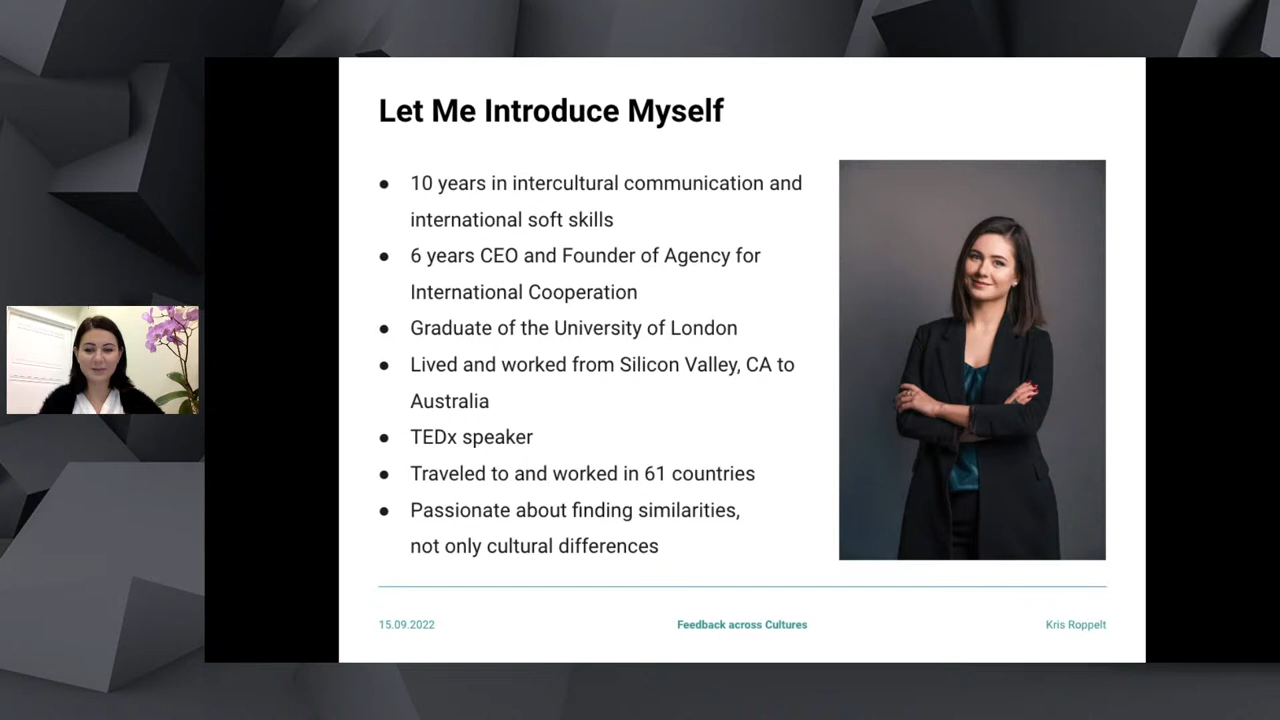 Let Me Introduce Myself
● 10 years in intercultural communication and
international soft skills
● 6 years CEO and Founder of Agency for
International Cooperation
● Graduate of the University of London
● Lived and worked from Silicon Valley, CA to
Australia
● TEDx speaker
● Traveled to and worked in 61 countries
● Passionate about finding similarities,
not only cultural differences
15.09.2022
Feedback across Cultures
Kris Roppelt